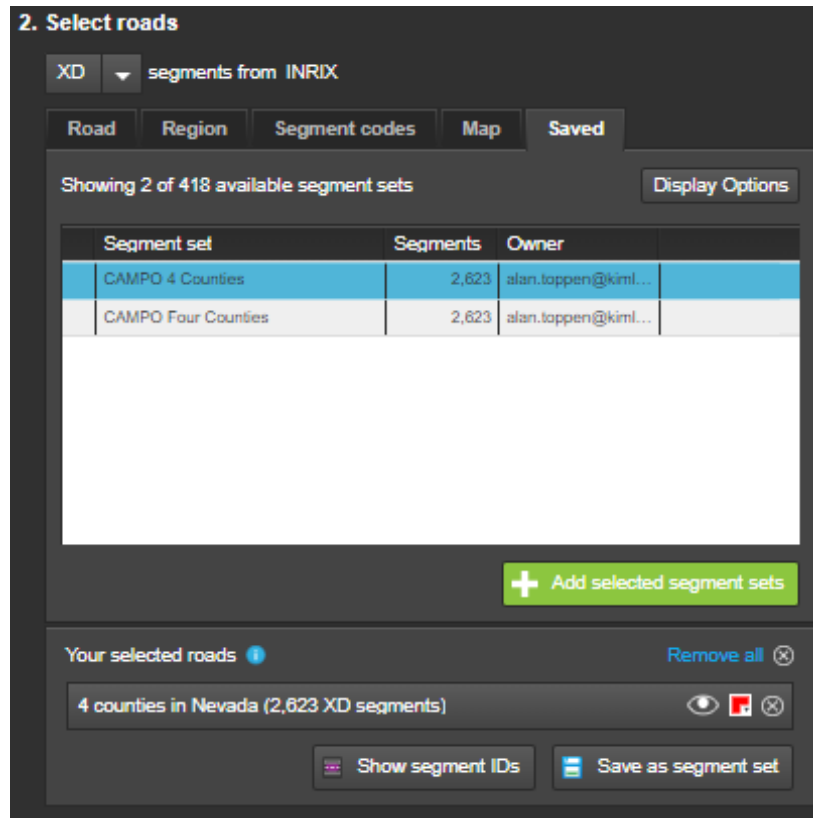 2. Select roads
XD segments from INRIX
Road Region Segment codes Map Saved
Showing 2 of 418 available segment sets Display Options
Segment set Segments Owner
CAMPO 4 Counties 2,623 alan.toppen@kiml...
CAMPO Four Counties 2,623 alan.toppen@kiml...
Add selected segment sets
Your selected roads Remove all
4 counties in Nevada (2,623 XD segments)
Show segment IDs Save as segment set